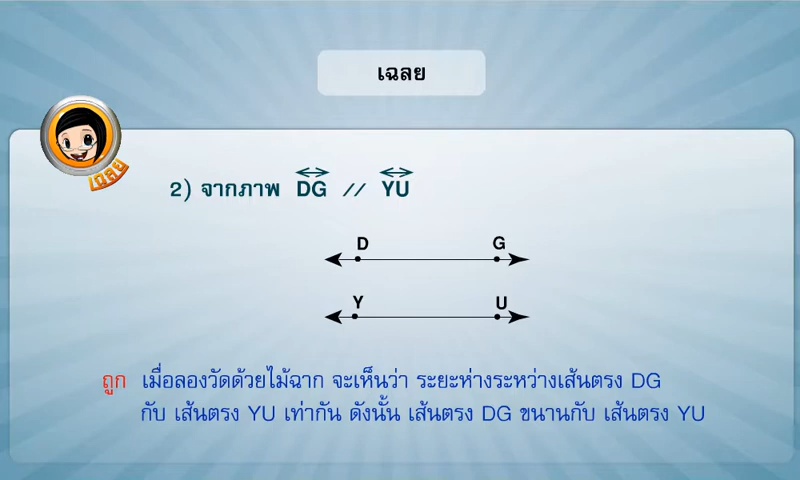 เฉลย
เฉลย
2) จากภาพ DG // YU
D G
Y U
ถูก เมื่อลองวัดด้วยไม้ฉาก จะเห็นว่า ระยะห่างระหว่างเส้นตรง DG
กับ เส้นตรง YU เท่ากัน ดังนั้น เส้นตรง DG ขนานกับ เส้นตรง YU